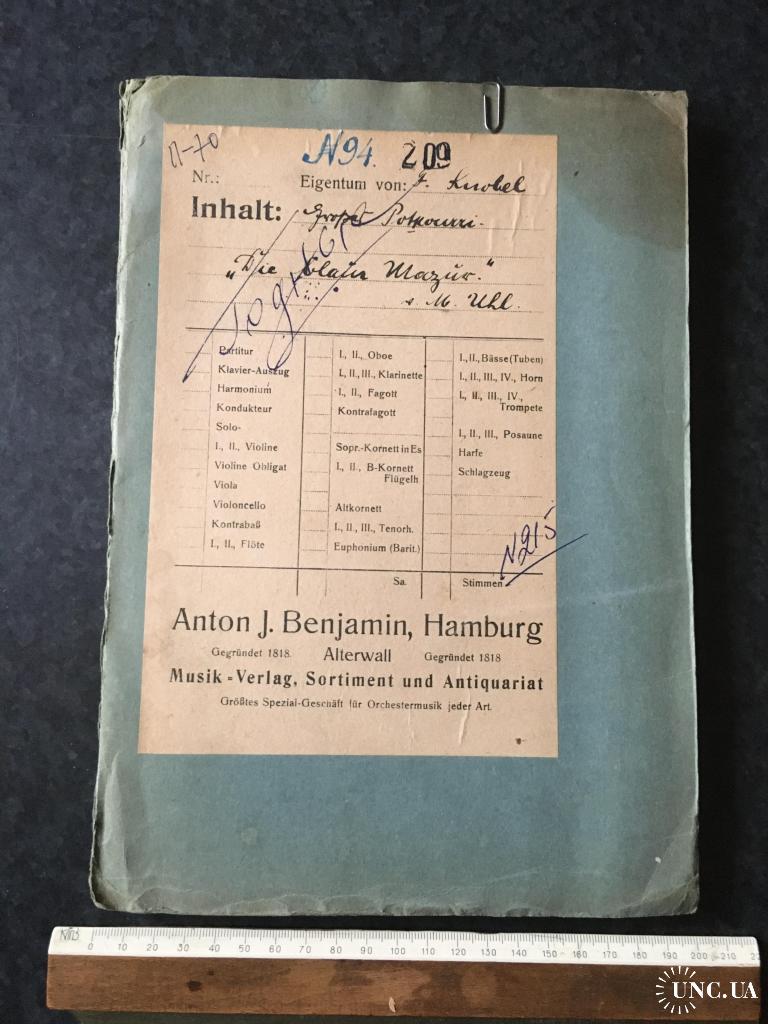 П-70
N94. 209
Nr.: Eigentum von: F. Knobel
Inhalt: Großes Potpourri.
„Die blaue Mazur."
v. M. Uhl.
Partitur
Klavier-Auszug
Harmonium
Kondukteur
Solo-
I., II., Violine
Violine Obligat
Viola
Violoncello
Kontrabaß
I., II., Flöte
I., II., Oboe
I., II., III., Klarinette
I., II., Fagott
Kontrafagott
Sopr.-Kornett in Es
I., II., B-Kornett
Flügelh
Altkornett
I., II., III., Tenorh.
Euphonium (Barit.)
I., II., Bässe (Tuben)
I., II., III., IV., Horn
I., II., III., IV.,
Trompete
I., II., III., Posaune
Harfe
Schlagzeug
N215
Sa. Stimmen
Anton J. Benjamin, Hamburg
Gegründet 1818. Alterwall Gegründet 1818
Musik-Verlag, Sortiment und Antiquariat
Größtes Spezial-Geschäft für Orchestermusik jeder Art.
0 10 20 30 40 50 60 70 80 90 100 110 120 130 140 150 160 170 180 190 200 210
UNC.UA